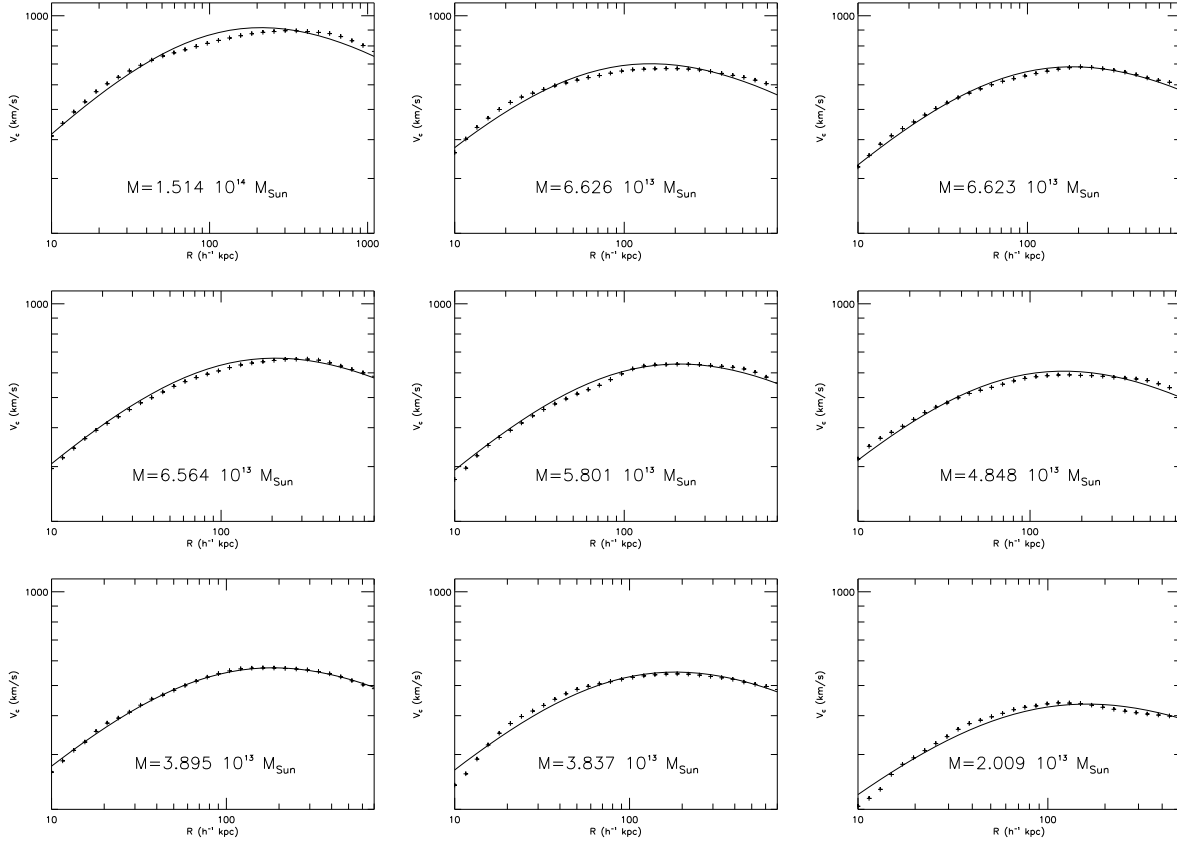 1000
V_c (km/s)
M=1.514 10^14 M_Sun
10 100 1000
R (h^-1 kpc)
1000
V_c (km/s)
M=6.626 10^13 M_Sun
10 100
R (h^-1 kpc)
1000
V_c (km/s)
M=6.623 10^13 M_Sun
10 100
R (h^-1 kpc)
1000
V_c (km/s)
M=6.564 10^13 M_Sun
10 100
R (h^-1 kpc)
1000
V_c (km/s)
M=5.801 10^13 M_Sun
10 100
R (h^-1 kpc)
1000
V_c (km/s)
M=4.848 10^13 M_Sun
10 100
R (h^-1 kpc)
1000
V_c (km/s)
M=3.895 10^13 M_Sun
10 100
R (h^-1 kpc)
1000
V_c (km/s)
M=3.837 10^13 M_Sun
10 100
R (h^-1 kpc)
1000
V_c (km/s)
M=2.009 10^13 M_Sun
10 100
R (h^-1 kpc)